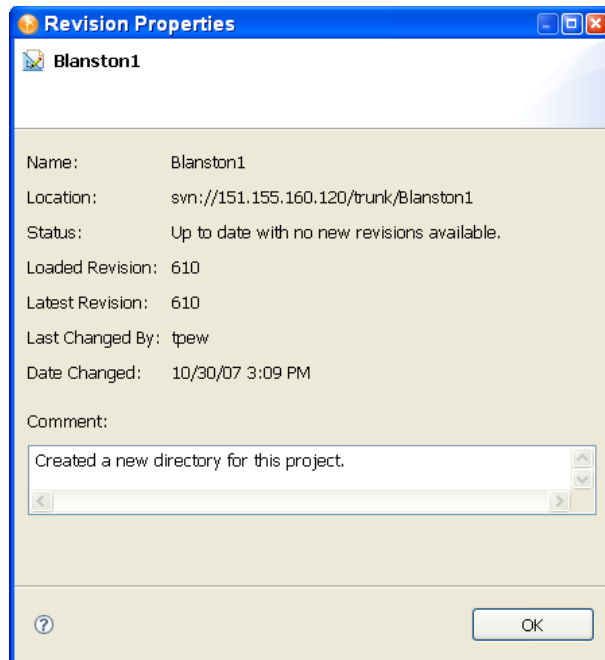 Revision Properties
Blanston1
Name: Blanston1
Location: svn://151.155.160.120/trunk/Blanston1
Status: Up to date with no new revisions available.
Loaded Revision: 610
Latest Revision: 610
Last Changed By: tpew
Date Changed: 10/30/07 3:09 PM
Comment:
Created a new directory for this project.
OK